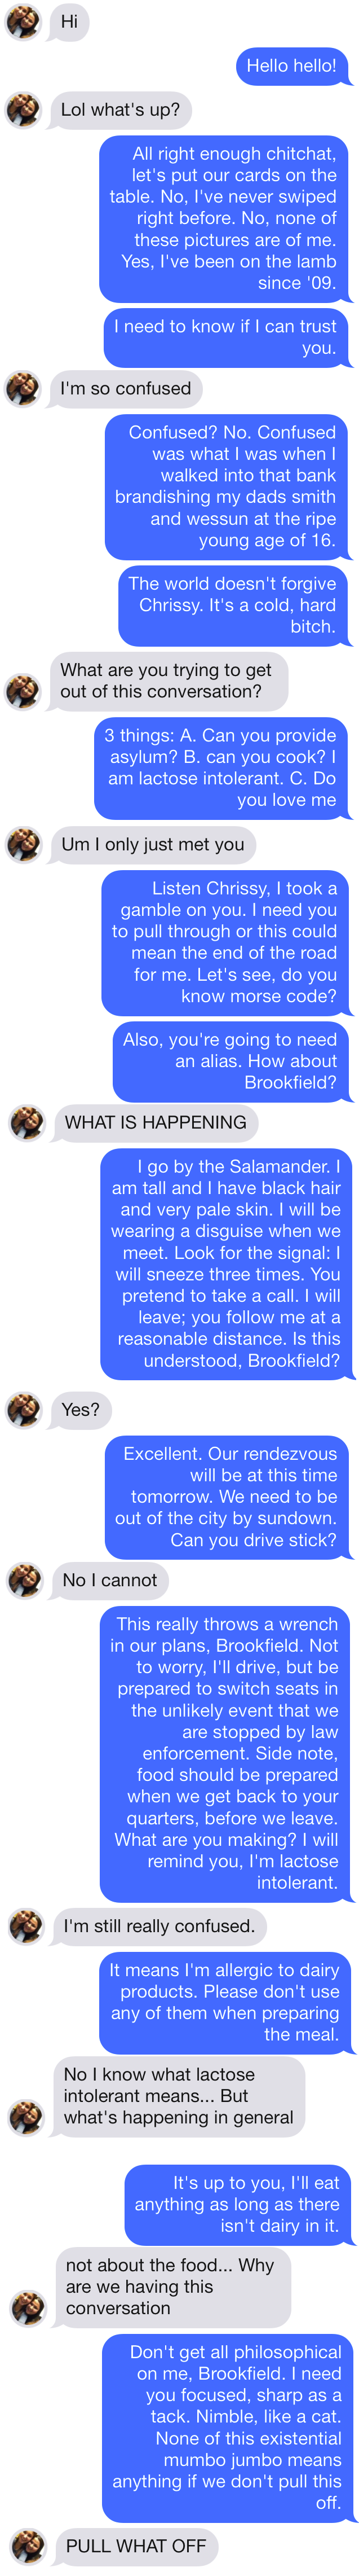 Hi
Hello hello!
Lol what's up?
All right enough chitchat,
let's put our cards on the
table. No, I've never swiped
right before. No, none of
these pictures are of me.
Yes, I've been on the lamb
since '09.
I need to know if I can trust
you.
I'm so confused
Confused? No. Confused
was what I was when I
walked into that bank
brandishing my dads smith
and wessun at the ripe
young age of 16.
The world doesn't forgive
Chrissy. It's a cold, hard
bitch.
What are you trying to get
out of this conversation?
3 things: A. Can you provide
asylum? B. can you cook? I
am lactose intolerant. C. Do
you love me
Um I only just met you
Listen Chrissy, I took a
gamble on you. I need you
to pull through or this could
mean the end of the road
for me. Let's see, do you
know morse code?
Also, you're going to need
an alias. How about
Brookfield?
WHAT IS HAPPENING
I go by the Salamander. I
am tall and I have black hair
and very pale skin. I will be
wearing a disguise when we
meet. Look for the signal: I
will sneeze three times. You
pretend to take a call. I will
leave; you follow me at a
reasonable distance. Is this
understood, Brookfield?
Yes?
Excellent. Our rendezvous
will be at this time
tomorrow. We need to be
out of the city by sundown.
Can you drive stick?
No I cannot
This really throws a wrench
in our plans, Brookfield. Not
to worry, I'll drive, but be
prepared to switch seats in
the unlikely event that we
are stopped by law
enforcement. Side note,
food should be prepared
when we get back to your
quarters, before we leave.
What are you making? I will
remind you, I'm lactose
intolerant.
I'm still really confused.
It means I'm allergic to dairy
products. Please don't use
any of them when preparing
the meal.
No I know what lactose
intolerant means... But
what's happening in general
It's up to you, I'll eat
anything as long as there
isn't dairy in it.
not about the food... Why
are we having this
conversation
Don't get all philosophical
on me, Brookfield. I need
you focused, sharp as a
tack. Nimble, like a cat.
None of this existential
mumbo jumbo means
anything if we don't pull this
off.
PULL WHAT OFF